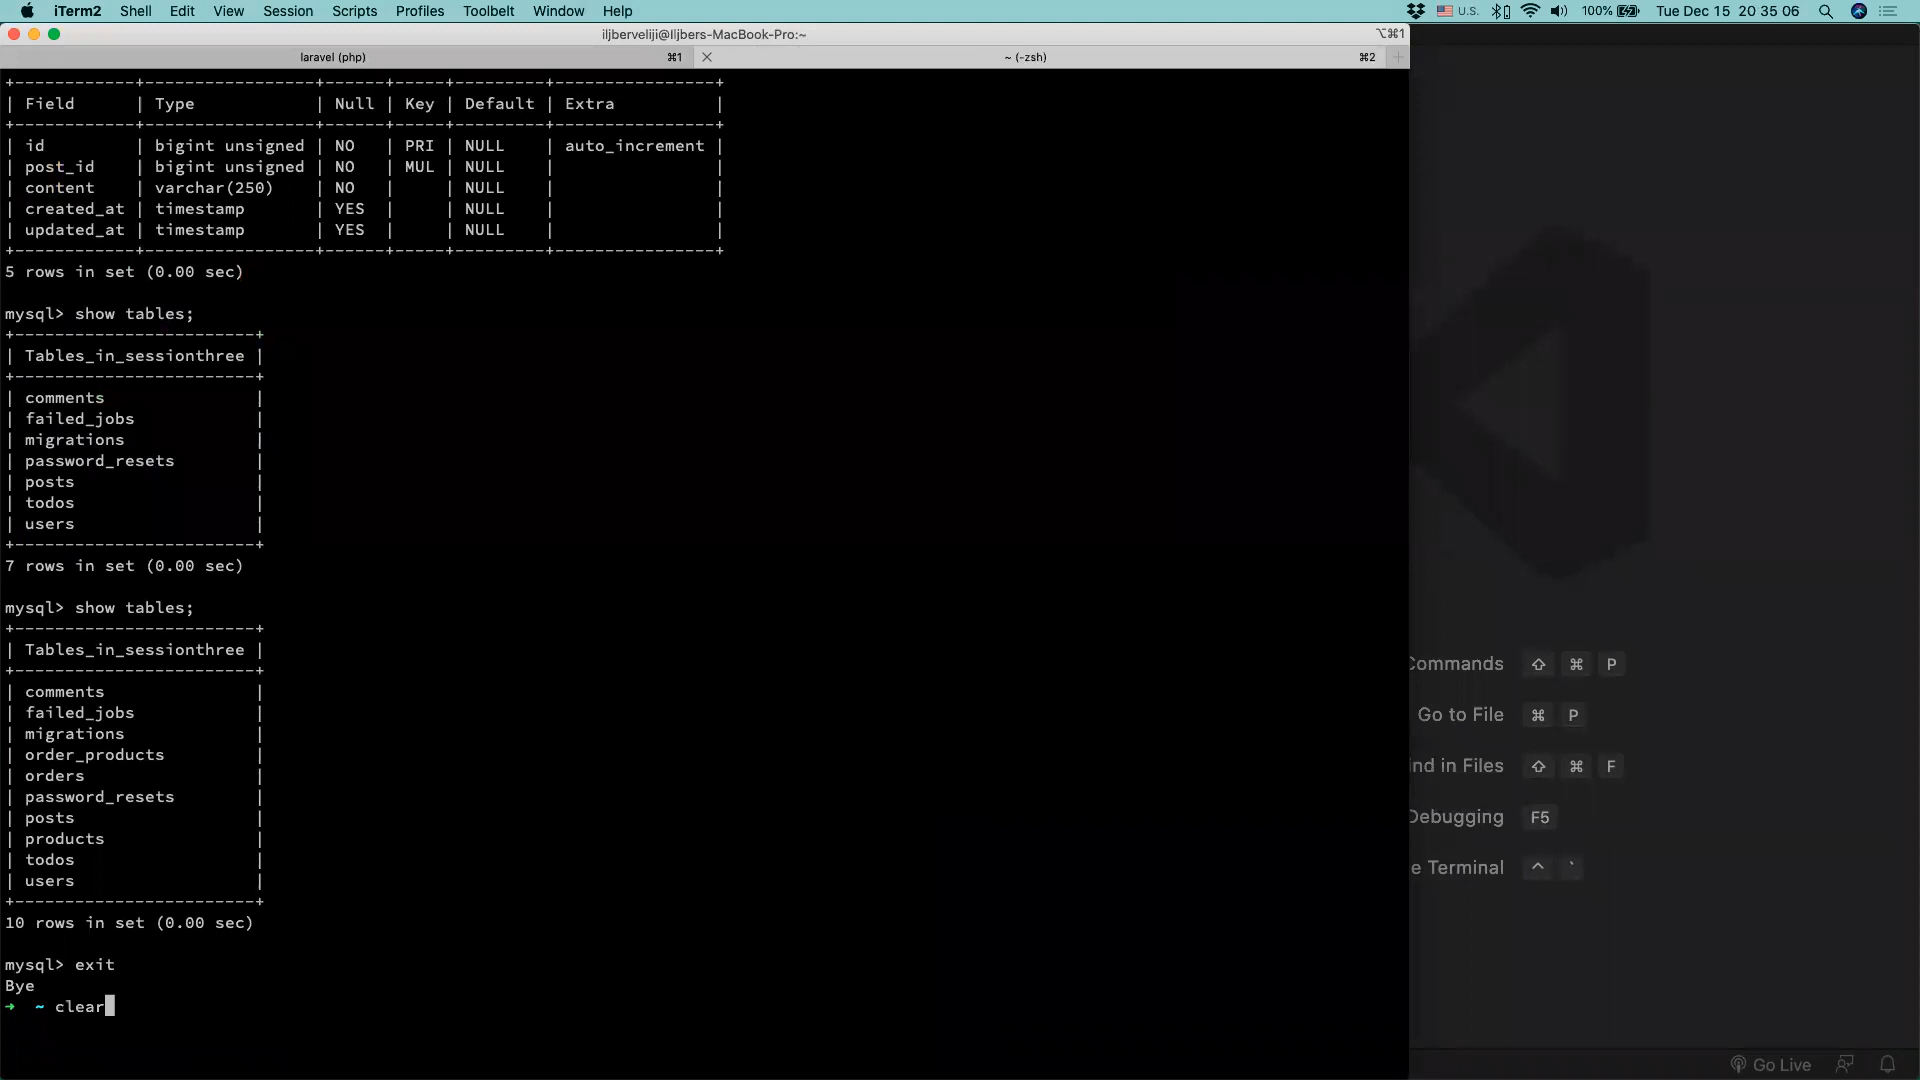 iTerm2 Shell Edit View Session Scripts Profiles Toolbelt Window Help U.S. 100% Tue Dec 15 20 35 06
iljberveliji@Iljbers-MacBook-Pro:~ ⌥⌘1
laravel (php) ⌘1 ~ (-zsh) ⌘2
+------------+-----------------+------+-----+---------+----------------+
| Field      | Type            | Null | Key | Default | Extra          |
+------------+-----------------+------+-----+---------+----------------+
| id         | bigint unsigned | NO   | PRI | NULL    | auto_increment |
| post_id    | bigint unsigned | NO   | MUL | NULL    |                |
| content    | varchar(250)    | NO   |     | NULL    |                |
| created_at | timestamp       | YES  |     | NULL    |                |
| updated_at | timestamp       | YES  |     | NULL    |                |
+------------+-----------------+------+-----+---------+----------------+
5 rows in set (0.00 sec)
mysql> show tables;
+------------------------+
| Tables_in_sessionthree |
+------------------------+
| comments               |
| failed_jobs            |
| migrations             |
| password_resets        |
| posts                  |
| todos                  |
| users                  |
+------------------------+
7 rows in set (0.00 sec)
mysql> show tables;
+------------------------+
| Tables_in_sessionthree |
+------------------------+
| comments               |
| failed_jobs            |
| migrations             |
| order_products         |
| orders                 |
| password_resets        |
| posts                  |
| products               |
| todos                  |
| users                  |
+------------------------+
10 rows in set (0.00 sec)
mysql> exit
Bye
➜ ~ clear
Commands ⇧ ⌘ P
Go to File ⌘ P
ind in Files ⇧ ⌘ F
Debugging F5
e Terminal ^ `
Go Live